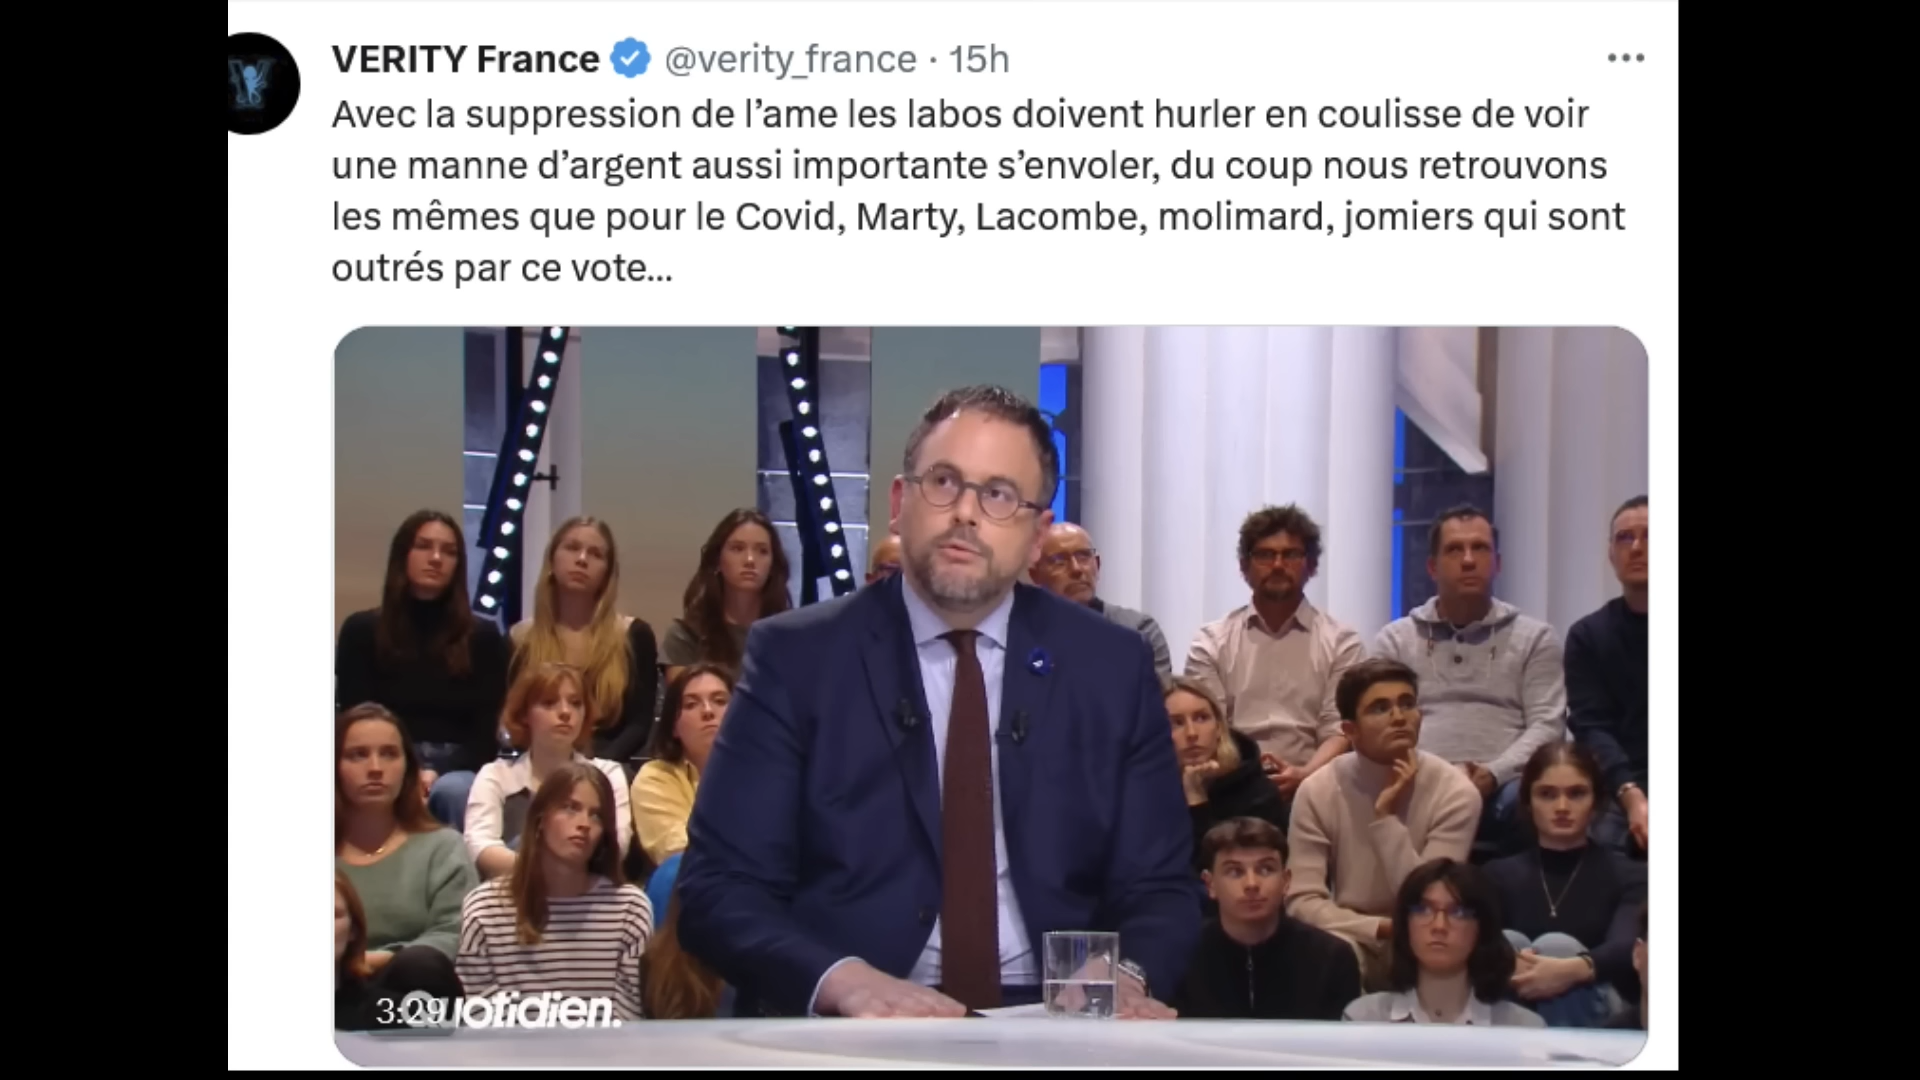 VERITY France @verity_france · 15h
Avec la suppression de l’ame les labos doivent hurler en coulisse de voir
une manne d’argent aussi importante s’envoler, du coup nous retrouvons
les mêmes que pour le Covid, Marty, Lacombe, molimard, jomiers qui sont
outrés par ce vote...
3:29
Quotidien.